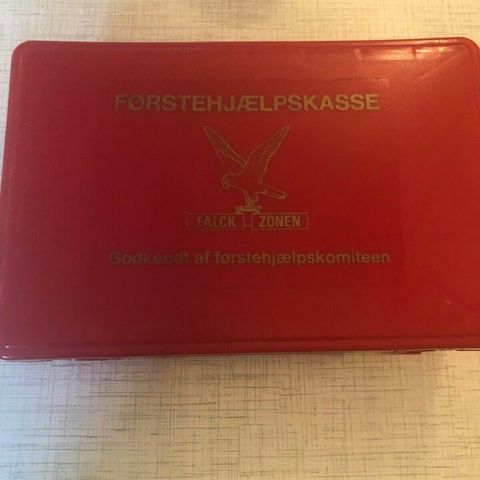 FØRSTEHJÆLPSKASSE
FALCK ZONEN
Godkendt af førstehjælpskomiteen